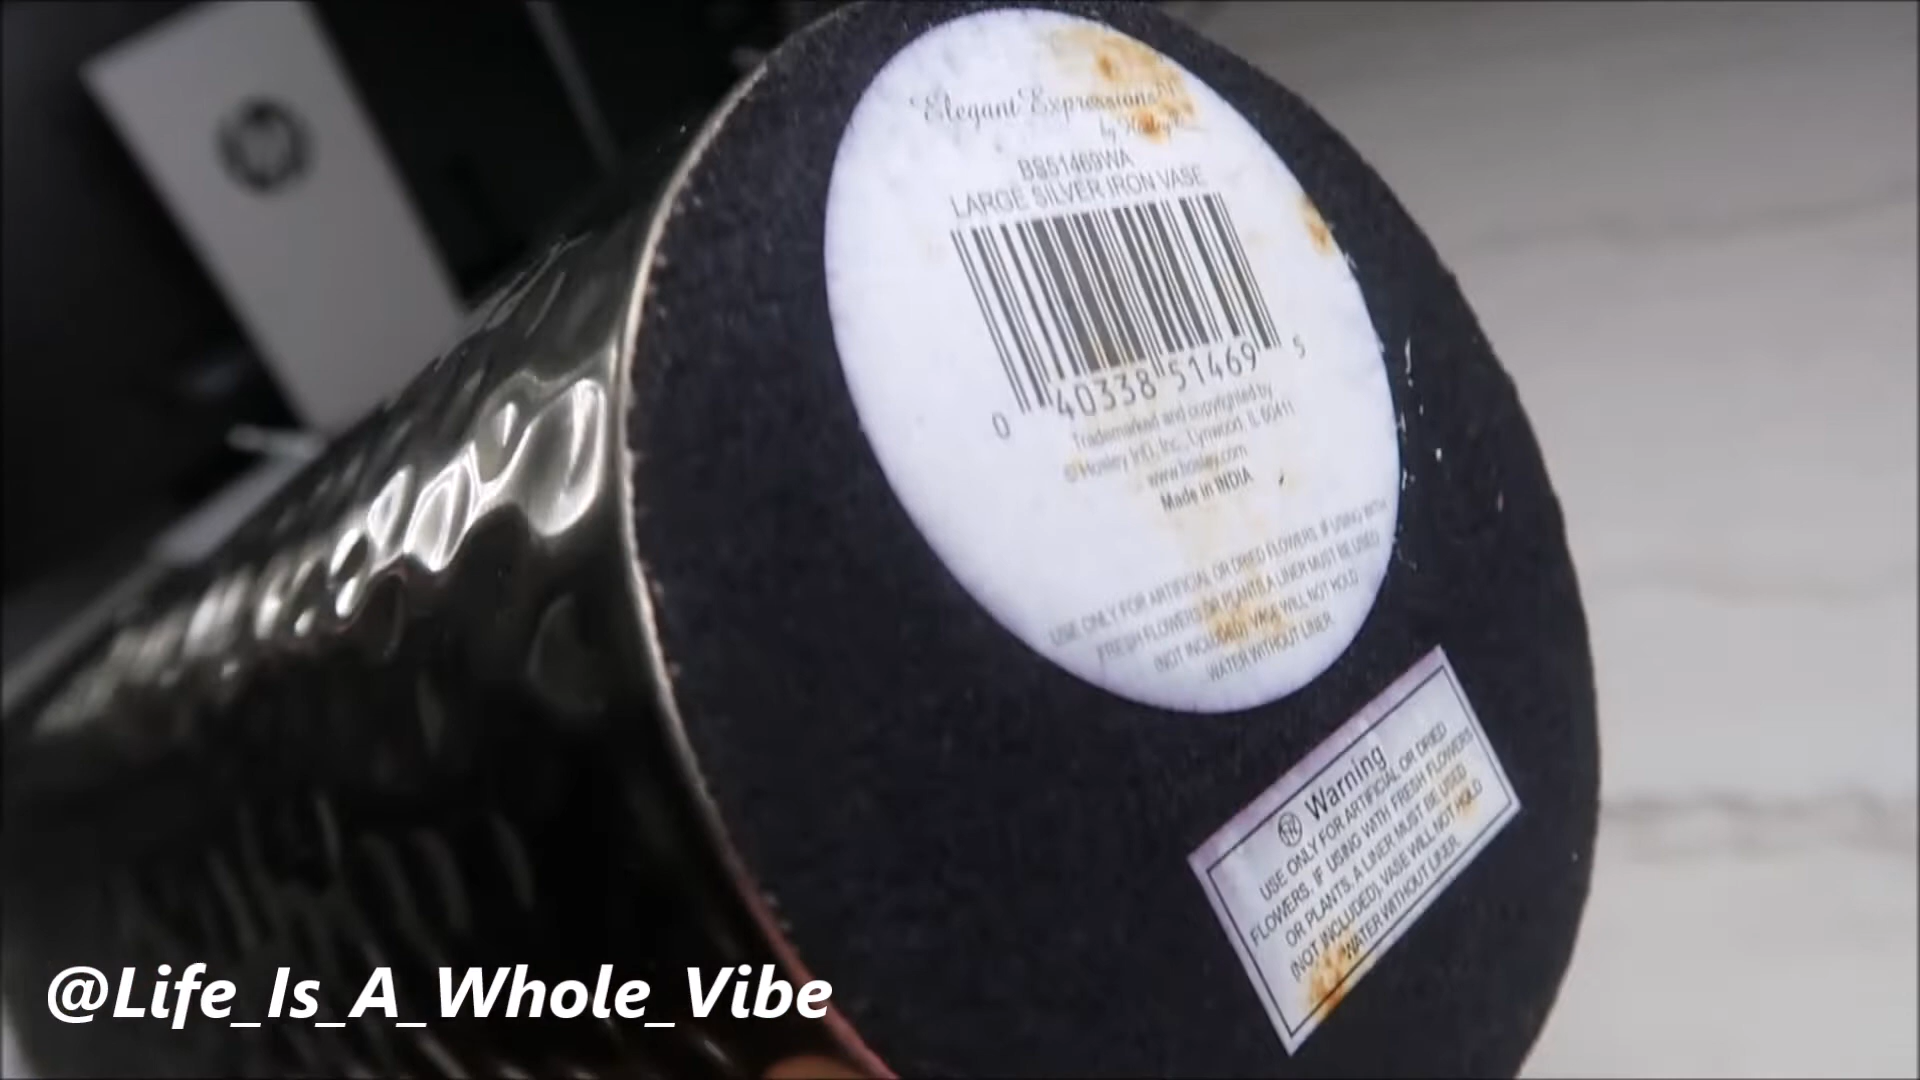 Elegant Expressions
by Hosley
BS51469WA
LARGE SILVER IRON VASE
0 40338 51469 5
Trademarked and copyrighted by
© Hosley Int'l., Inc., Lynwood, IL 60411
www.hosley.com
Made in INDIA
USE ONLY FOR ARTIFICIAL OR DRIED FLOWERS. IF USING WITH
FRESH FLOWERS OR PLANTS, A LINER MUST BE USED
(NOT INCLUDED). VASE WILL NOT HOLD
WATER WITHOUT LINER.
Warning
USE ONLY FOR ARTIFICIAL OR DRIED
FLOWERS. IF USING WITH FRESH FLOWERS
OR PLANTS, A LINER MUST BE USED
(NOT INCLUDED). VASE WILL NOT HOLD
WATER WITHOUT LINER.
@Life_Is_A_Whole_Vibe